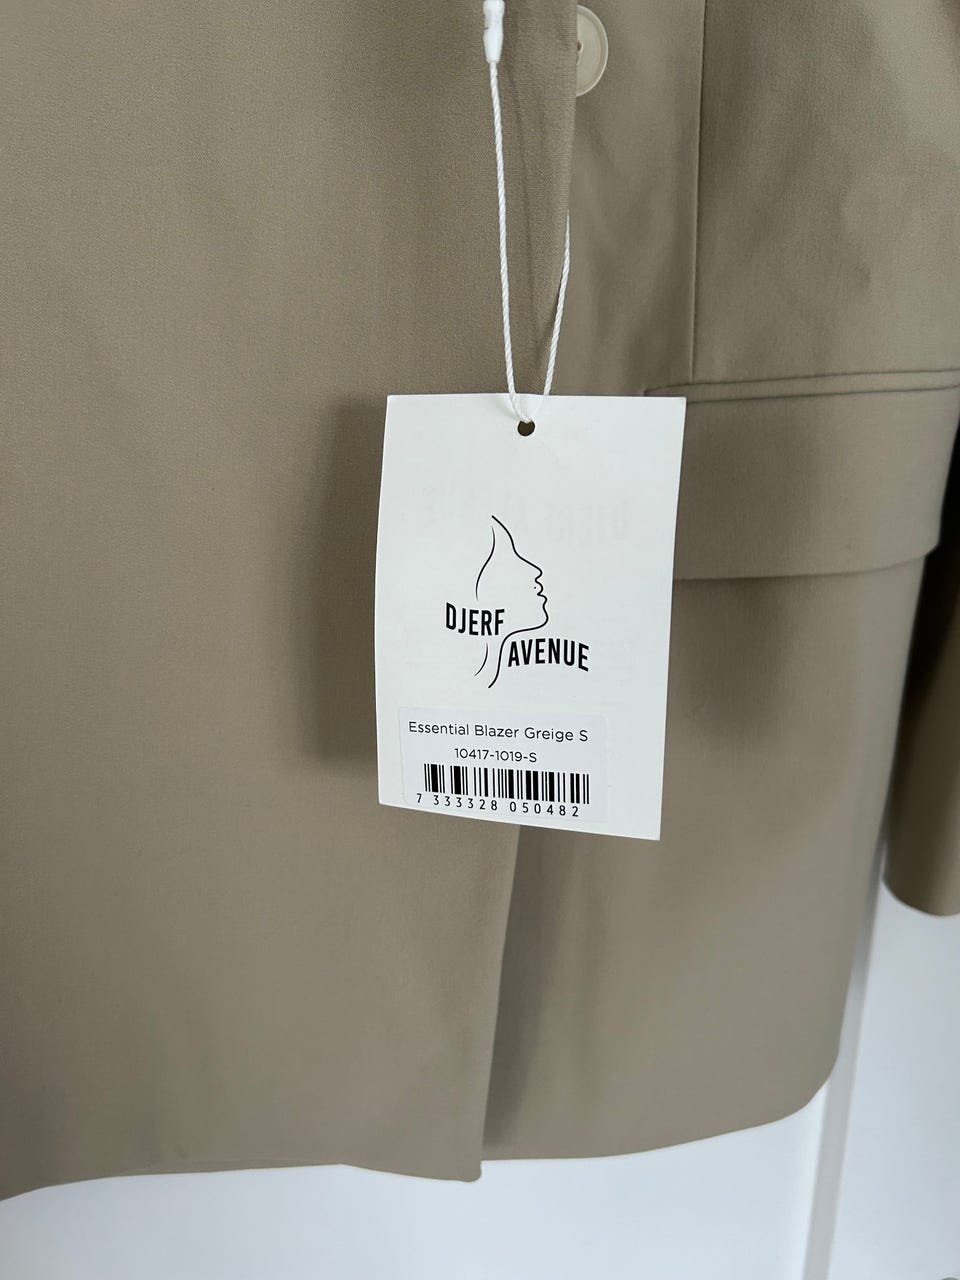 DJERF
AVENUE
Essential Blazer Greige S
10417-1019-S
7 333328 050482